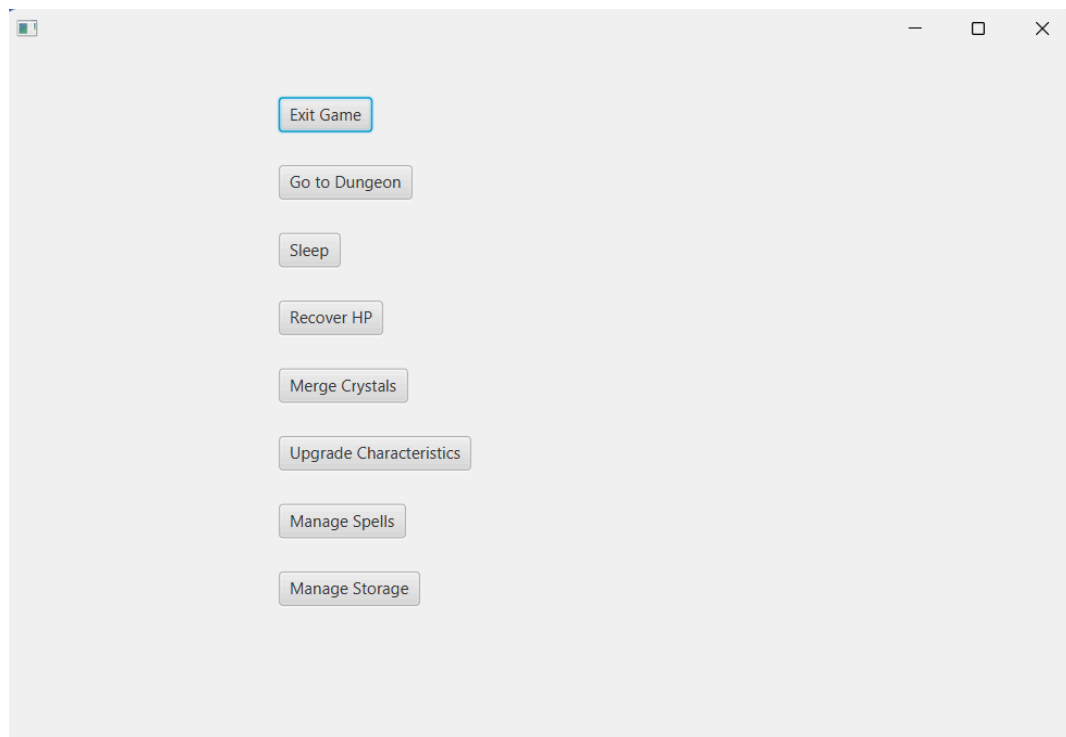 Exit Game
Go to Dungeon
Sleep
Recover HP
Merge Crystals
Upgrade Characteristics
Manage Spells
Manage Storage